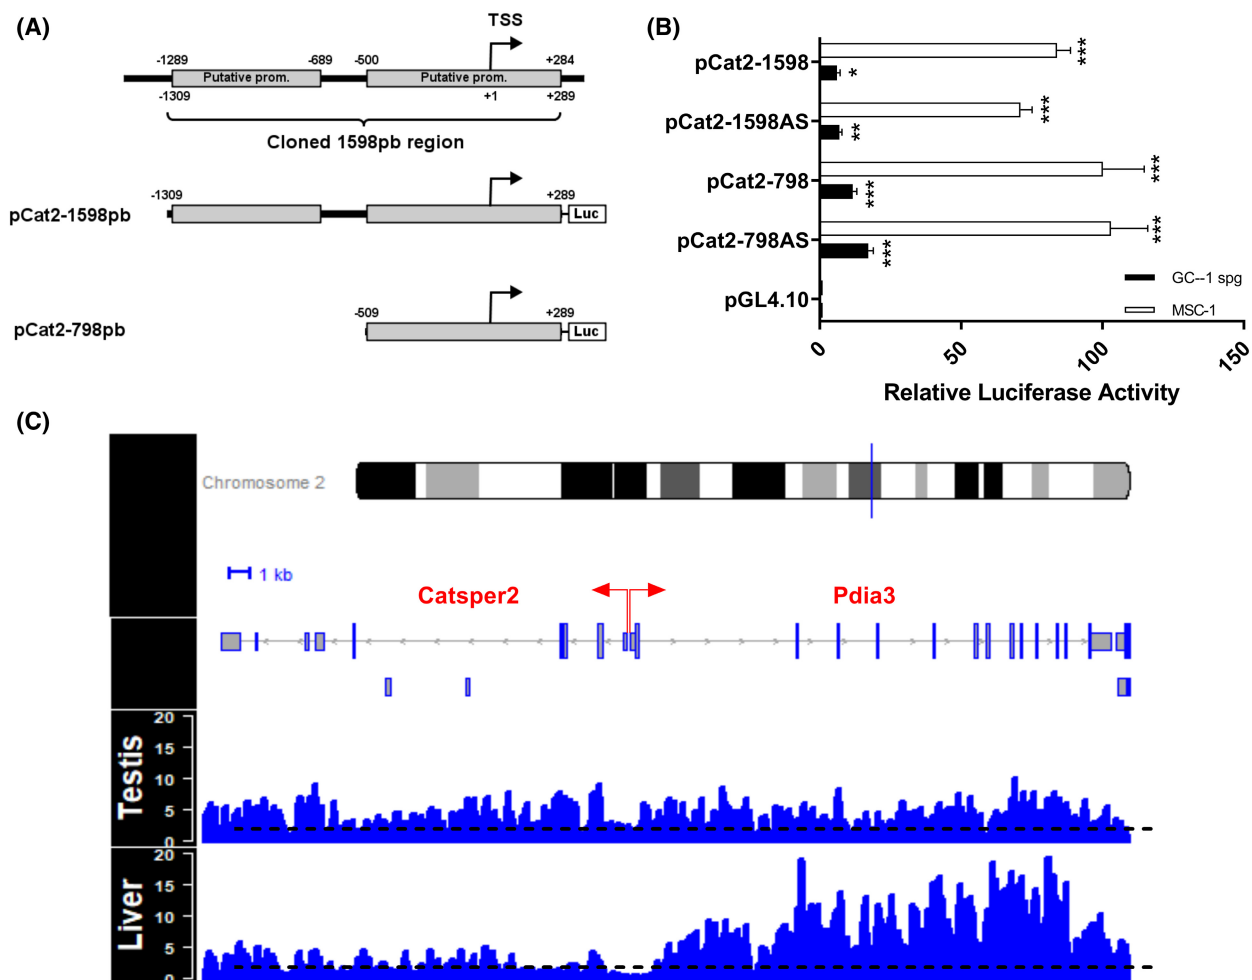 (A)
TSS
-1289 -689 -500 +284
Putative prom. Putative prom.
-1309 +1 +289
Cloned 1598pb region
-1309 +289
pCat2-1598pb Luc
-509 +289
pCat2-798pb Luc
(B)
pCat2-1598 ***
*
pCat2-1598AS ***
**
pCat2-798 ***
***
pCat2-798AS ***
***
pGL4.10
GC--1 spg
MSC-1
0 50 100 150
Relative Luciferase Activity
(C)
Chromosome 2
1 kb
Catsper2 Pdia3
Testis
20
15
10
5
0
Liver
20
15
10
5
0